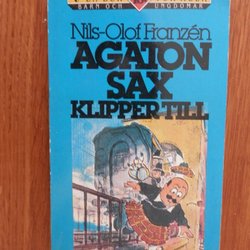 BARN OCH UNGDOMAR
Nils-Olof Franzén
AGATON
SAX
KLIPPER TILL